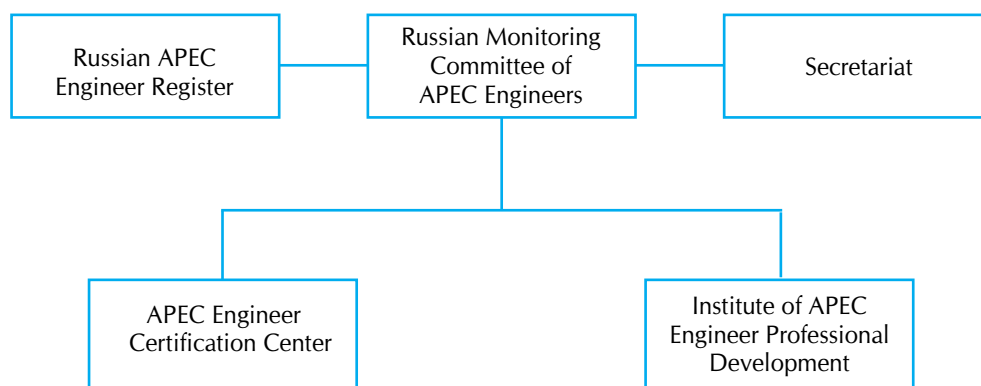 Russian APEC
Engineer Register
Russian Monitoring
Committee of
APEC Engineers
Secretariat
APEC Engineer
Certification Center
Institute of APEC
Engineer Professional
Development